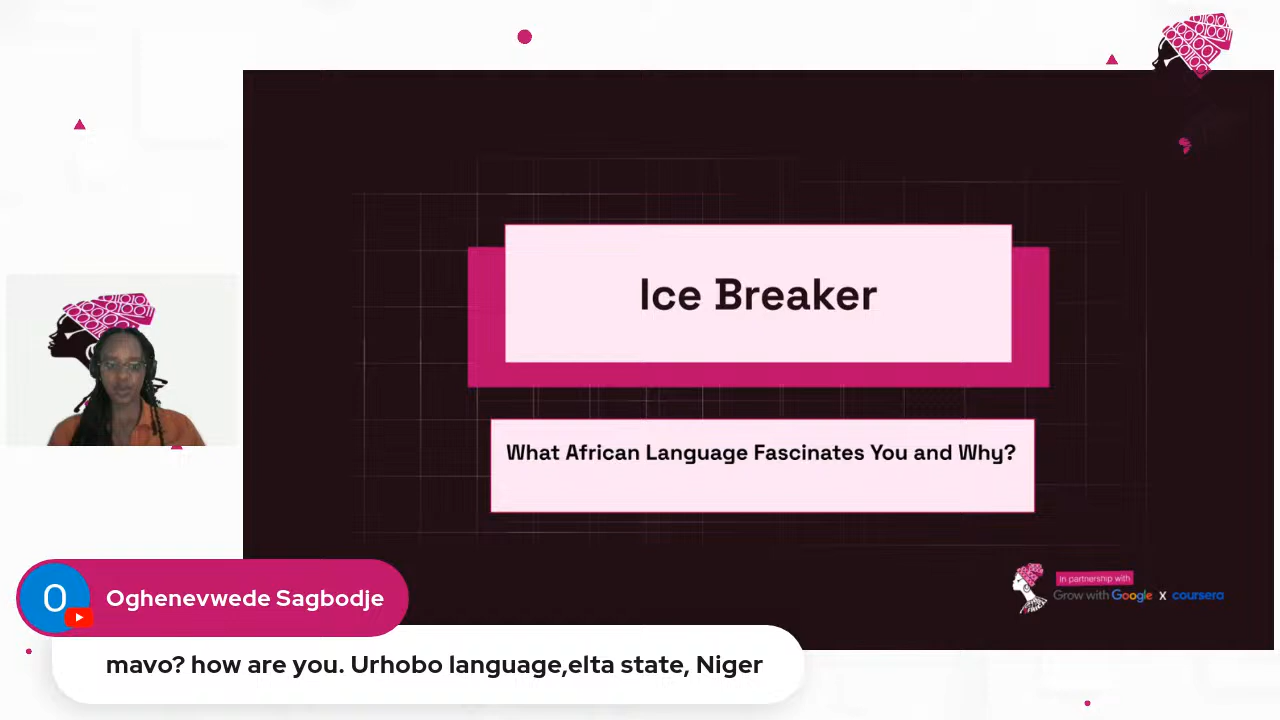 Ice Breaker
What African Language Fascinates You and Why?
In partnership with
Grow with Google X coursera
O
Oghenevwede Sagbodje
mavo? how are you. Urhobo language,elta state, Niger